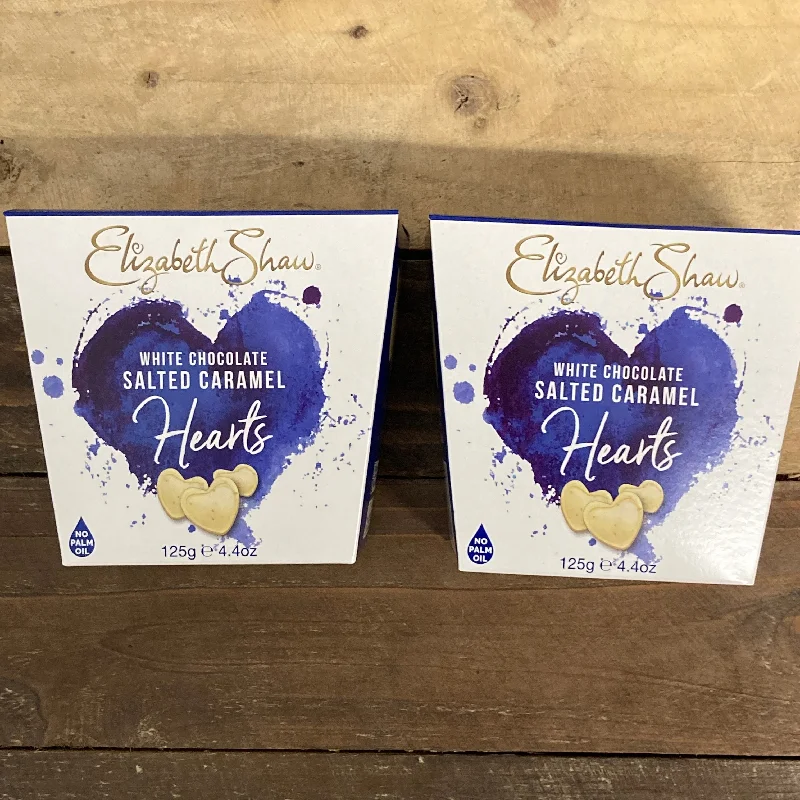 Elizabeth Shaw®
WHITE CHOCOLATE
SALTED CARAMEL
Hearts
NO
PALM
OIL
125g ℮ 4.4oz
Elizabeth Shaw®
WHITE CHOCOLATE
SALTED CARAMEL
Hearts
NO
PALM
OIL
125g ℮ 4.4oz